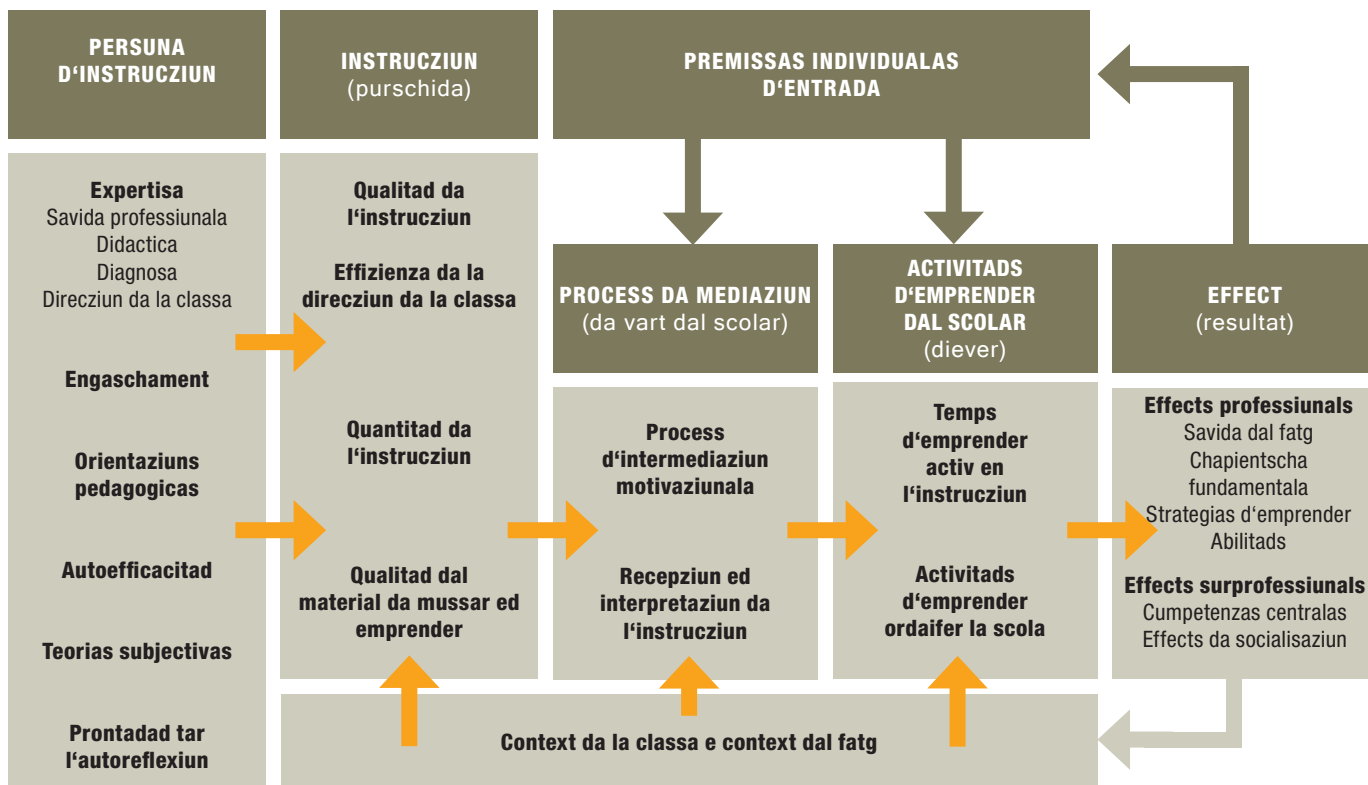 PERSUNA
D‘INSTRUCZIUN
INSTRUCZIUN
(purschida)
PREMISSAS INDIVIDUALAS
D‘ENTRADA
Expertisa
Savida professiunala
Didactica
Diagnosa
Direcziun da la classa
Engaschament
Orientaziuns
pedagogicas
Autoefficacitad
Teorias subjectivas
Prontadad tar
l‘autoreflexiun
Qualitad da
l‘instrucziun
Effizienza da la
direcziun da la classa
Quantitad da
l‘instrucziun
Qualitad dal
material da mussar ed
emprender
PROCESS DA MEDIAZIUN
(da vart dal scolar)
Process
d‘intermediaziun
motivaziunala
Recepziun ed
interpretaziun da
l‘instrucziun
ACTIVITADS
D‘EMPRENDER
DAL SCOLAR
(diever)
Temps
d‘emprender
activ en
l‘instrucziun
Activitads
d‘emprender
ordaifer la scola
EFFECT
(resultat)
Effects professiunals
Savida dal fatg
Chapientscha
fundamentala
Strategias d‘emprender
Abilitads
Effects surprofessiunals
Cumpetenzas centralas
Effects da socialisaziun
Context da la classa e context dal fatg